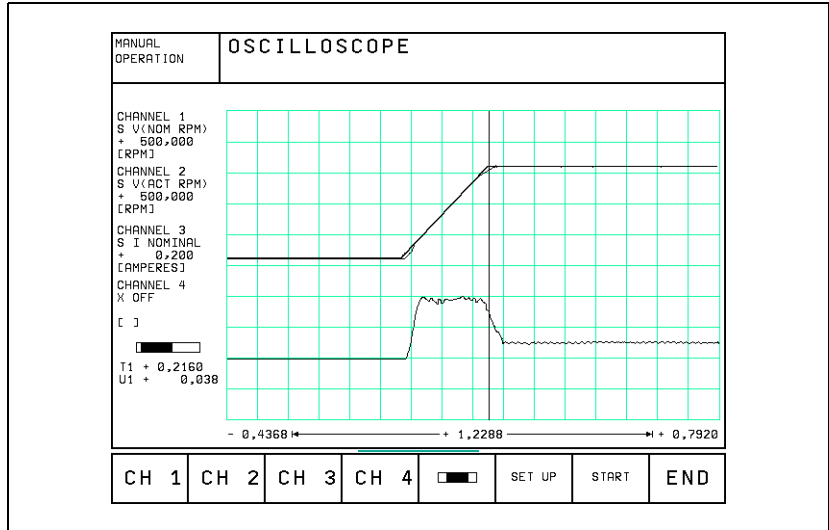 MANUAL
OPERATION
OSCILLOSCOPE
CHANNEL 1
S V(NOM RPM)
+ 500,000
[RPM]
CHANNEL 2
S V(ACT RPM)
+ 500,000
[RPM]
CHANNEL 3
S I NOMINAL
+ 0,200
[AMPERES]
CHANNEL 4
X OFF
[ ]
T1 + 0,2160
U1 + 0,038
- 0,4368 + 1,2288 + 0,7920
CH 1 CH 2 CH 3 CH 4 SET UP START END